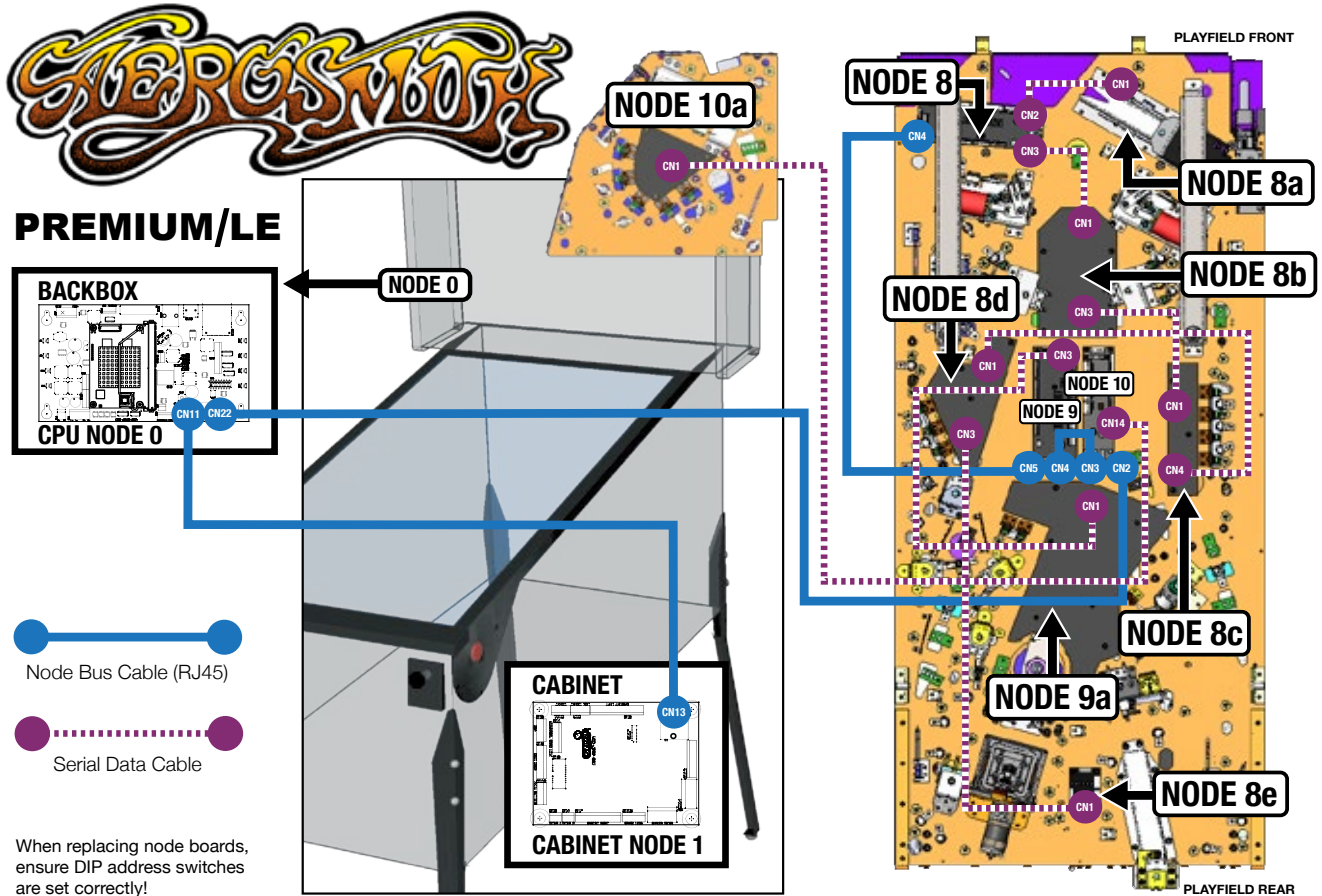 AEROSMITH
PREMIUM/LE
BACKBOX
CN11
CN22
CPU NODE 0
NODE 0
NODE 10a
CN1
Node Bus Cable (RJ45)
Serial Data Cable
When replacing node boards,
ensure DIP address switches
are set correctly!
CABINET
CN13
CABINET NODE 1
PLAYFIELD FRONT
NODE 8
CN1
CN2
CN4
CN3
NODE 8a
CN1
NODE 8b
NODE 8d
CN3
CN1
CN3
NODE 10
NODE 9
CN1
CN3
CN14
CN5
CN4
CN3
CN2
CN4
CN1
NODE 8c
NODE 9a
NODE 8e
CN1
PLAYFIELD REAR